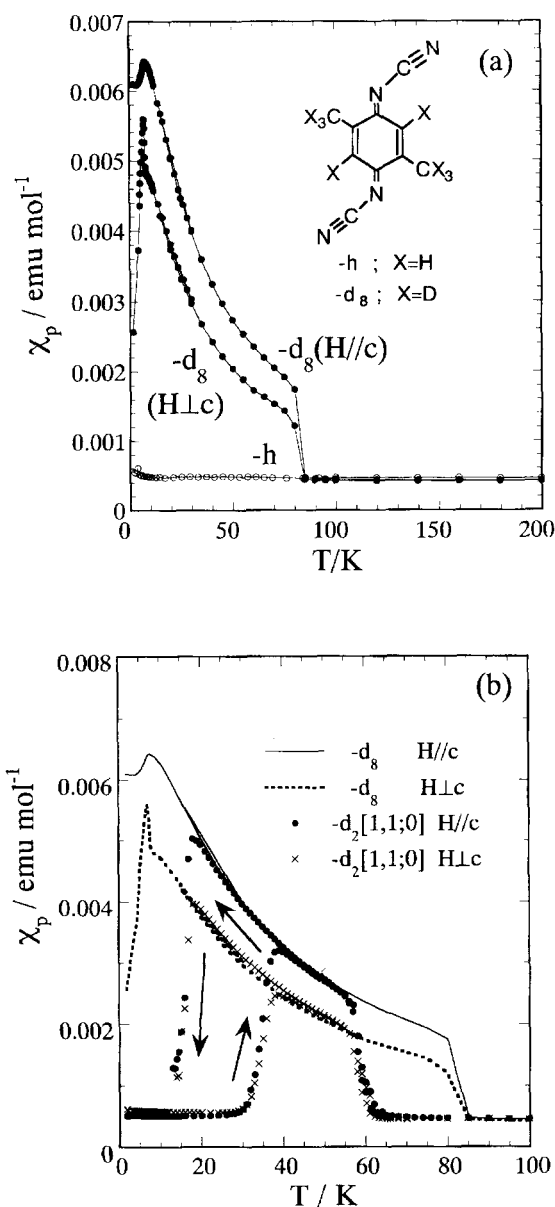 0.007
0.006
0.005
0.004
0.003
0.002
0.001
0
χp / emu mol⁻¹
(a)
N
C
N
X₃C
X
X
CX₃
N
N
C
-h ; X=H
-d₈ ; X=D
-d₈(H//c)
-d₈
(H⊥c)
-h
0 50 100 150 200
T/K
(b)
0.008
0.006
0.004
0.002
0
χp / emu mol⁻¹
-d₈ H//c
-d₈ H⊥c
-d₂[1,1;0] H//c
-d₂[1,1;0] H⊥c
0 20 40 60 80 100
T / K